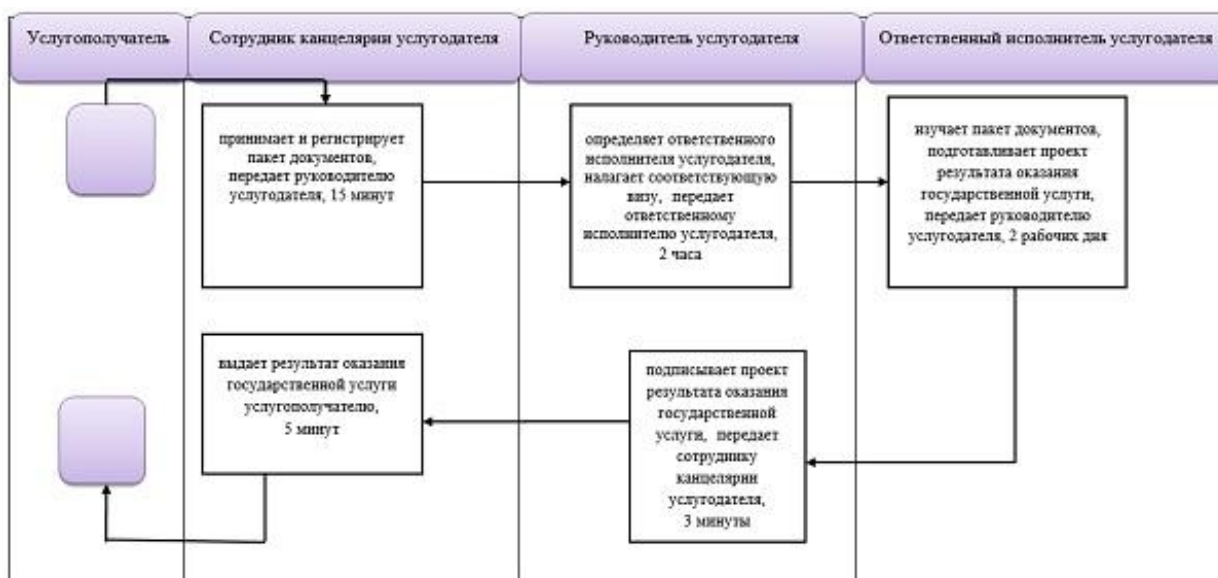 Услугополучатель
Сотрудник канцелярии услугодателя
Руководитель услугодателя
Ответственный исполнитель услугодателя
принимает и регистрирует
пакет документов,
передает руководителю
услугодателя, 15 минут
определяет ответственного
исполнителя услугодателя,
налагает соответствующую
визу, передает
ответственному
исполнителю услугодателя,
2 часа
изучает пакет документов,
подготавливает проект
результата оказания
государственной услуги,
передает руководителю
услугодателя, 2 рабочих дня
выдает результат оказания
государственной услуги
услугополучателю,
5 минут
подписывает проект
результата оказания
государственной
услуги, передает
сотруднику
канцелярии
услугодателя,
3 минуты